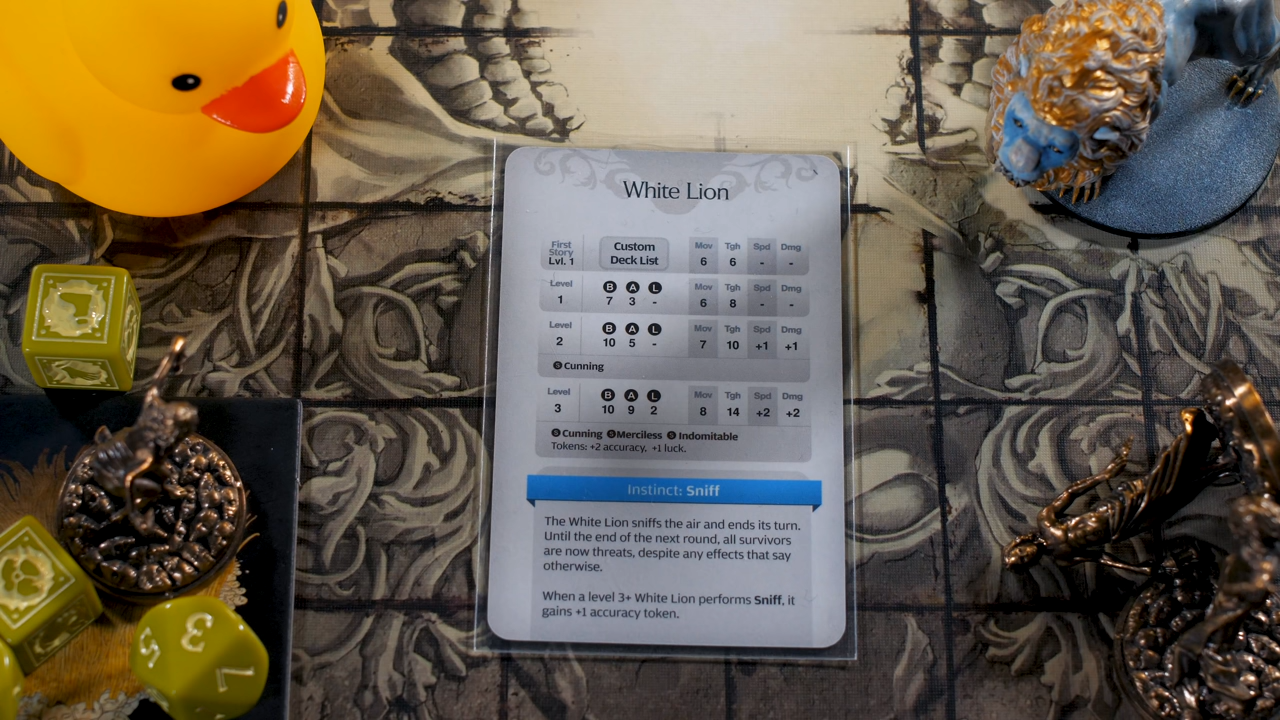 White Lion
First
Story
Lvl. 1
Custom
Deck List
Mov Tgh Spd Dmg
6 6 - -
Level
1
B A L
7 3 -
Mov Tgh Spd Dmg
6 8 - -
Level
2
B A L
10 5 -
Mov Tgh Spd Dmg
7 10 +1 +1
S Cunning
Level
3
B A L
10 9 2
Mov Tgh Spd Dmg
8 14 +2 +2
S Cunning S Merciless S Indomitable
Tokens: +2 accuracy, +1 luck.
Instinct: Sniff
The White Lion sniffs the air and ends its turn.
Until the end of the next round, all survivors
are now threats, despite any effects that say
otherwise.
When a level 3+ White Lion performs Sniff, it
gains +1 accuracy token.
3
5
7